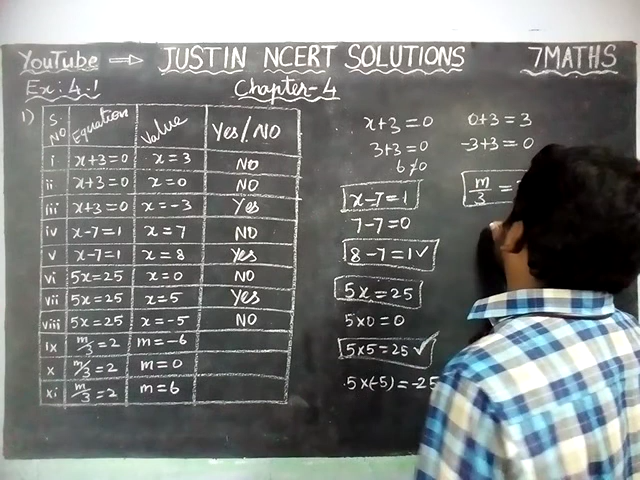 YouTube → JUSTIN NCERT SOLUTIONS 7MATHS
Ex: 4.1 Chapter-4
1) S.NO Equation Value Yes/NO
i x+3=0 x=3 NO
ii x+3=0 x=0 NO
iii x+3=0 x=-3 Yes
iv x-7=1 x=7 NO
v x-7=1 x=8 Yes
vi 5x=25 x=0 NO
vii 5x=25 x=5 Yes
viii 5x=25 x=-5 NO
ix m/3=2 m=-6
x m/3=2 m=0
xi m/3=2 m=6
x+3=0
3+3=0
6≠0
x-7=1
7-7=0
8-7=1✓
5x=25
5x0=0
5x5=25✓
5x(-5)=-25
0+3=3
-3+3=0
m/3=